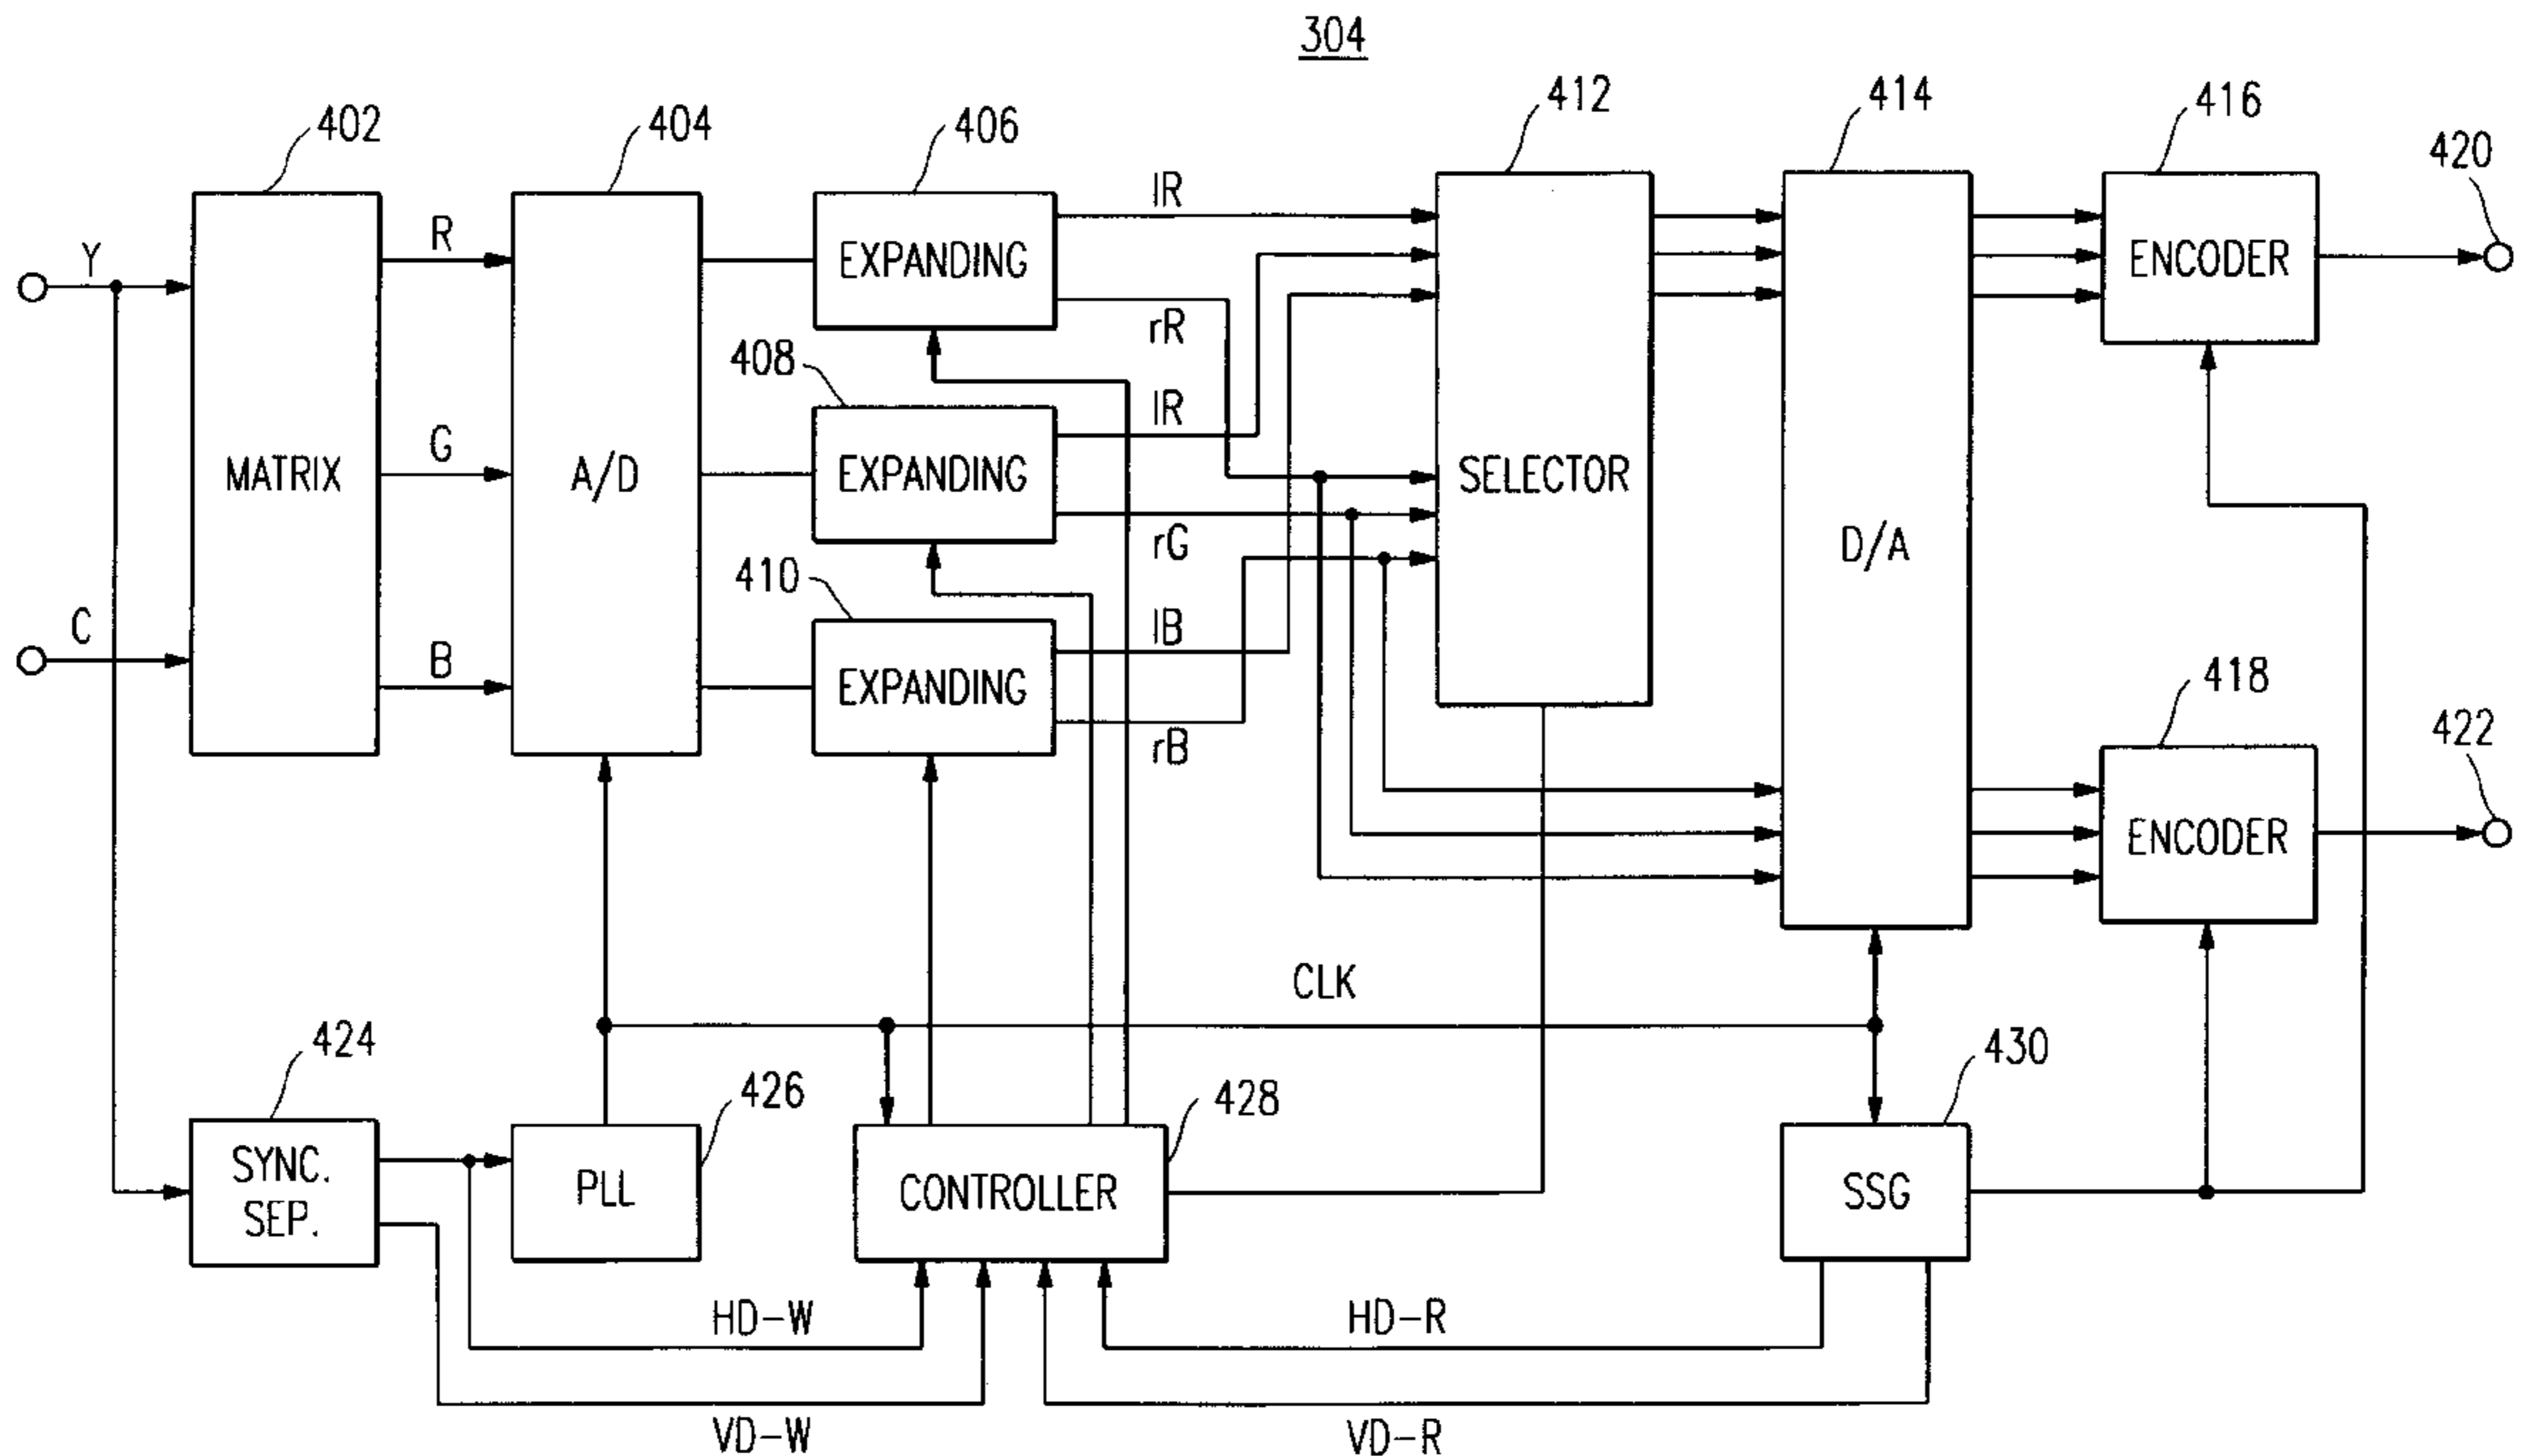 304
402
404
406
412
414
416
420
Y
R
IR
rR
EXPANDING
ENCODER
408
IR
MATRIX
G
A/D
EXPANDING
rG
SELECTOR
D/A
410
C
B
IB
EXPANDING
rB
418
422
ENCODER
CLK
424
426
428
430
SYNC.
SEP.
PLL
CONTROLLER
SSG
HD-W
HD-R
VD-W
VD-R